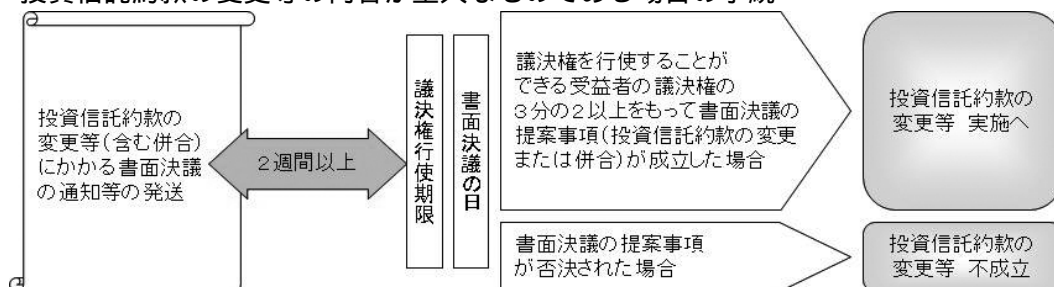 投資信託約款の変更等の内容が重大なものである場合の手続
投資信託約款の
変更等(含む併合)
にかかる書面決議
の通知等の発送
2週間以上
議決権行使期限
書面決議の日
議決権を行使することが
できる受益者の議決権の
3分の2以上をもって書面決議の
提案事項(投資信託約款の変更
または併合)が成立した場合
投資信託約款の
変更等 実施へ
書面決議の提案事項
が否決された場合
投資信託約款の
変更等 不成立